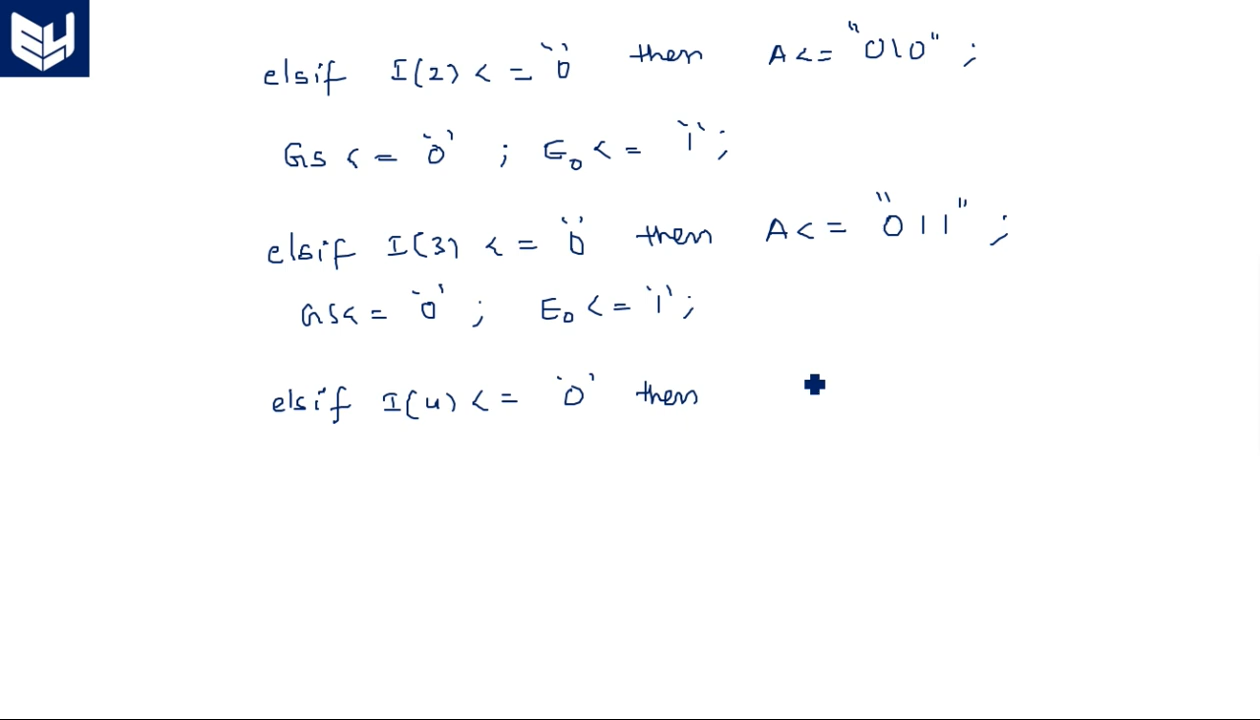 EH
elsif I(2) <= '0' then A <= "010" ;
GS <= '0' ; E0 <= '1' ;
elsif I(3) <= '0' then A <= "011" ;
GS <= '0' ; E0 <= '1' ;
elsif I(4) <= '0' then